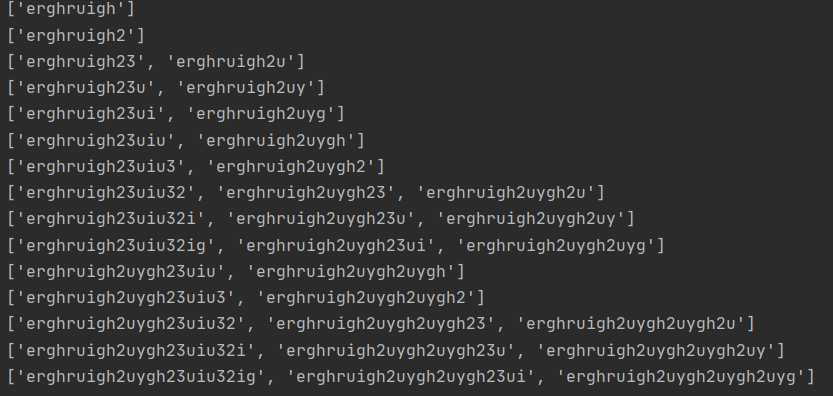 ['erghruigh']
['erghruigh2']
['erghruigh23', 'erghruigh2u']
['erghruigh23u', 'erghruigh2uy']
['erghruigh23ui', 'erghruigh2uyg']
['erghruigh23uiu', 'erghruigh2uygh']
['erghruigh23uiu3', 'erghruigh2uygh2']
['erghruigh23uiu32', 'erghruigh2uygh23', 'erghruigh2uygh2u']
['erghruigh23uiu32i', 'erghruigh2uygh23u', 'erghruigh2uygh2uy']
['erghruigh23uiu32ig', 'erghruigh2uygh23ui', 'erghruigh2uygh2uyg']
['erghruigh2uygh23uiu', 'erghruigh2uygh2uygh']
['erghruigh2uygh23uiu3', 'erghruigh2uygh2uygh2']
['erghruigh2uygh23uiu32', 'erghruigh2uygh2uygh23', 'erghruigh2uygh2uygh2u']
['erghruigh2uygh23uiu32i', 'erghruigh2uygh2uygh23u', 'erghruigh2uygh2uygh2uy']
['erghruigh2uygh23uiu32ig', 'erghruigh2uygh2uygh23ui', 'erghruigh2uygh2uygh2uyg']